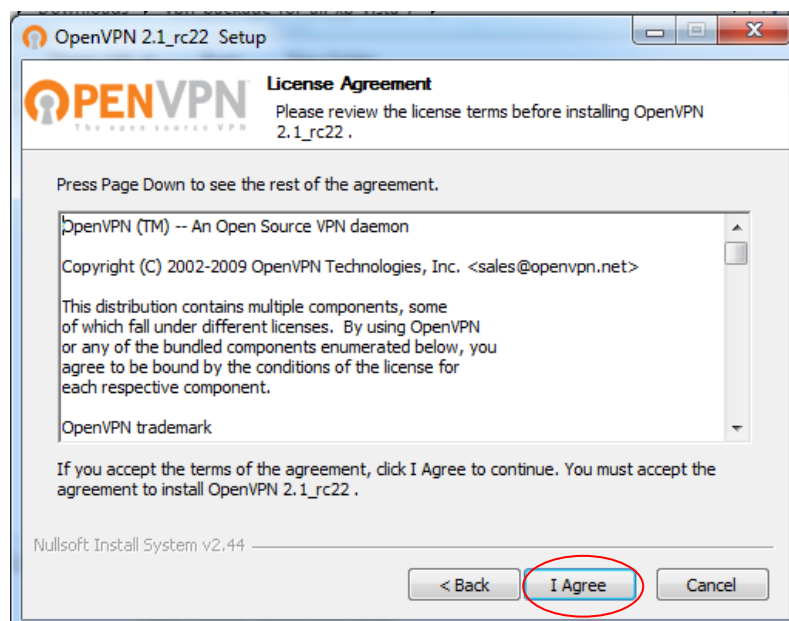 OpenVPN 2.1_rc22 Setup
OPENVPN
The open source VPN
License Agreement
Please review the license terms before installing OpenVPN
2.1_rc22 .
Press Page Down to see the rest of the agreement.
OpenVPN (TM) -- An Open Source VPN daemon
Copyright (C) 2002-2009 OpenVPN Technologies, Inc. <sales@openvpn.net>
This distribution contains multiple components, some
of which fall under different licenses.  By using OpenVPN
or any of the bundled components enumerated below, you
agree to be bound by the conditions of the license for
each respective component.
OpenVPN trademark
If you accept the terms of the agreement, click I Agree to continue. You must accept the
agreement to install OpenVPN 2.1_rc22 .
Nullsoft Install System v2.44
< Back
I Agree
Cancel